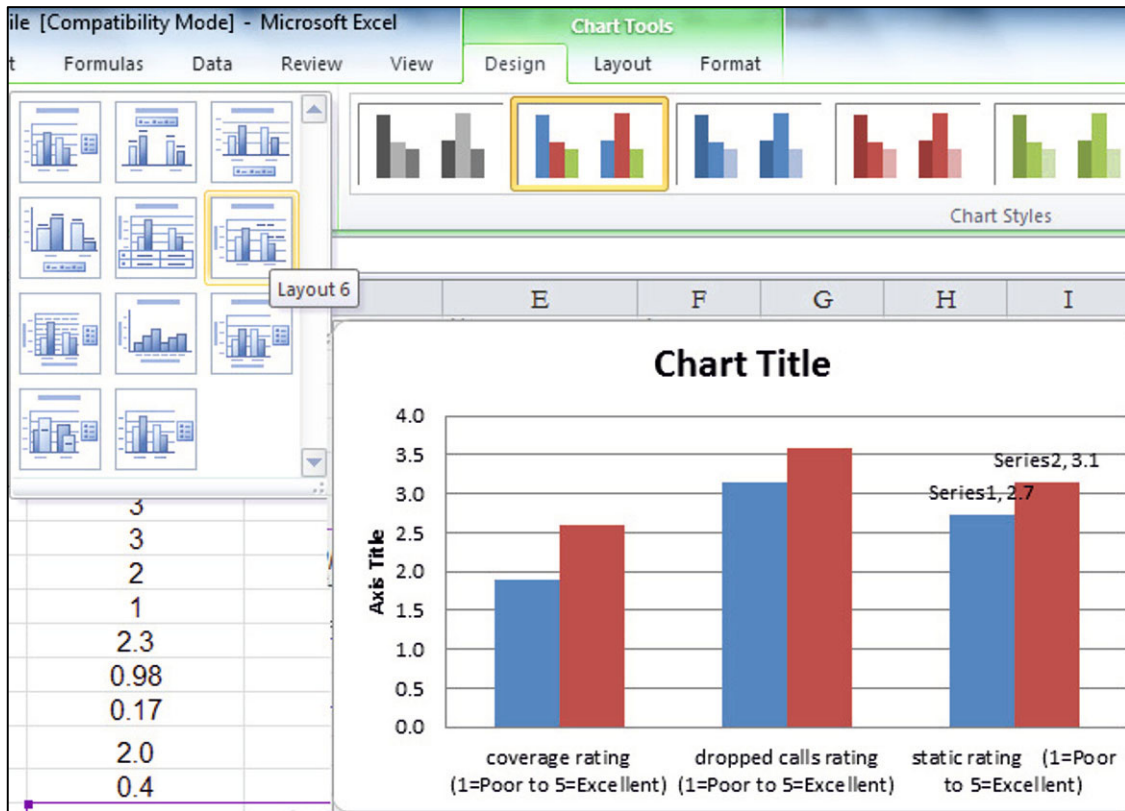 ile [Compatibility Mode] - Microsoft Excel
Chart Tools
t Formulas Data Review View Design Layout Format
Chart Styles
Layout 6
E F G H I
Chart Title
4.0
3.5
3.0
2.5
2.0
1.5
1.0
0.5
0.0
Axis Title
Series2, 3.1
Series1, 2.7
coverage rating
(1=Poor to 5=Excellent)
dropped calls rating
(1=Poor to 5=Excellent)
static rating (1=Poor
to 5=Excellent)
3
3
2
1
2.3
0.98
0.17
2.0
0.4